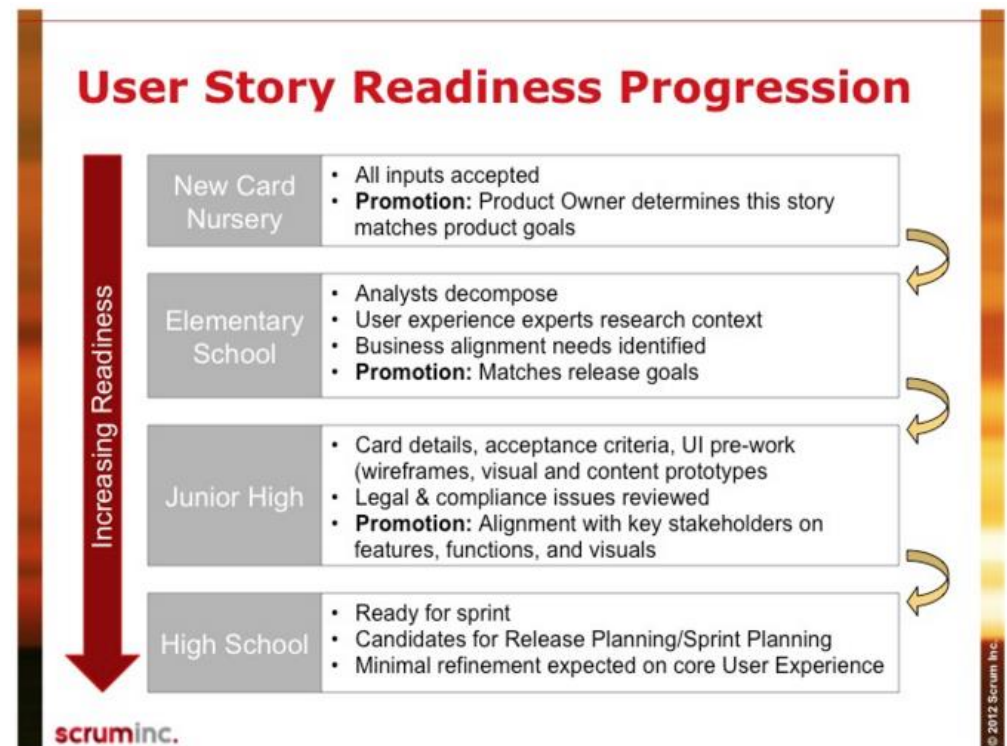 User Story Readiness Progression
Increasing Readiness
New Card
Nursery
• All inputs accepted
• Promotion: Product Owner determines this story
matches product goals
Elementary
School
• Analysts decompose
• User experience experts research context
• Business alignment needs identified
• Promotion: Matches release goals
Junior High
• Card details, acceptance criteria, UI pre-work
(wireframes, visual and content prototypes
• Legal & compliance issues reviewed
• Promotion: Alignment with key stakeholders on
features, functions, and visuals
High School
• Ready for sprint
• Candidates for Release Planning/Sprint Planning
• Minimal refinement expected on core User Experience
scruminc.
© 2012 Scrum Inc.